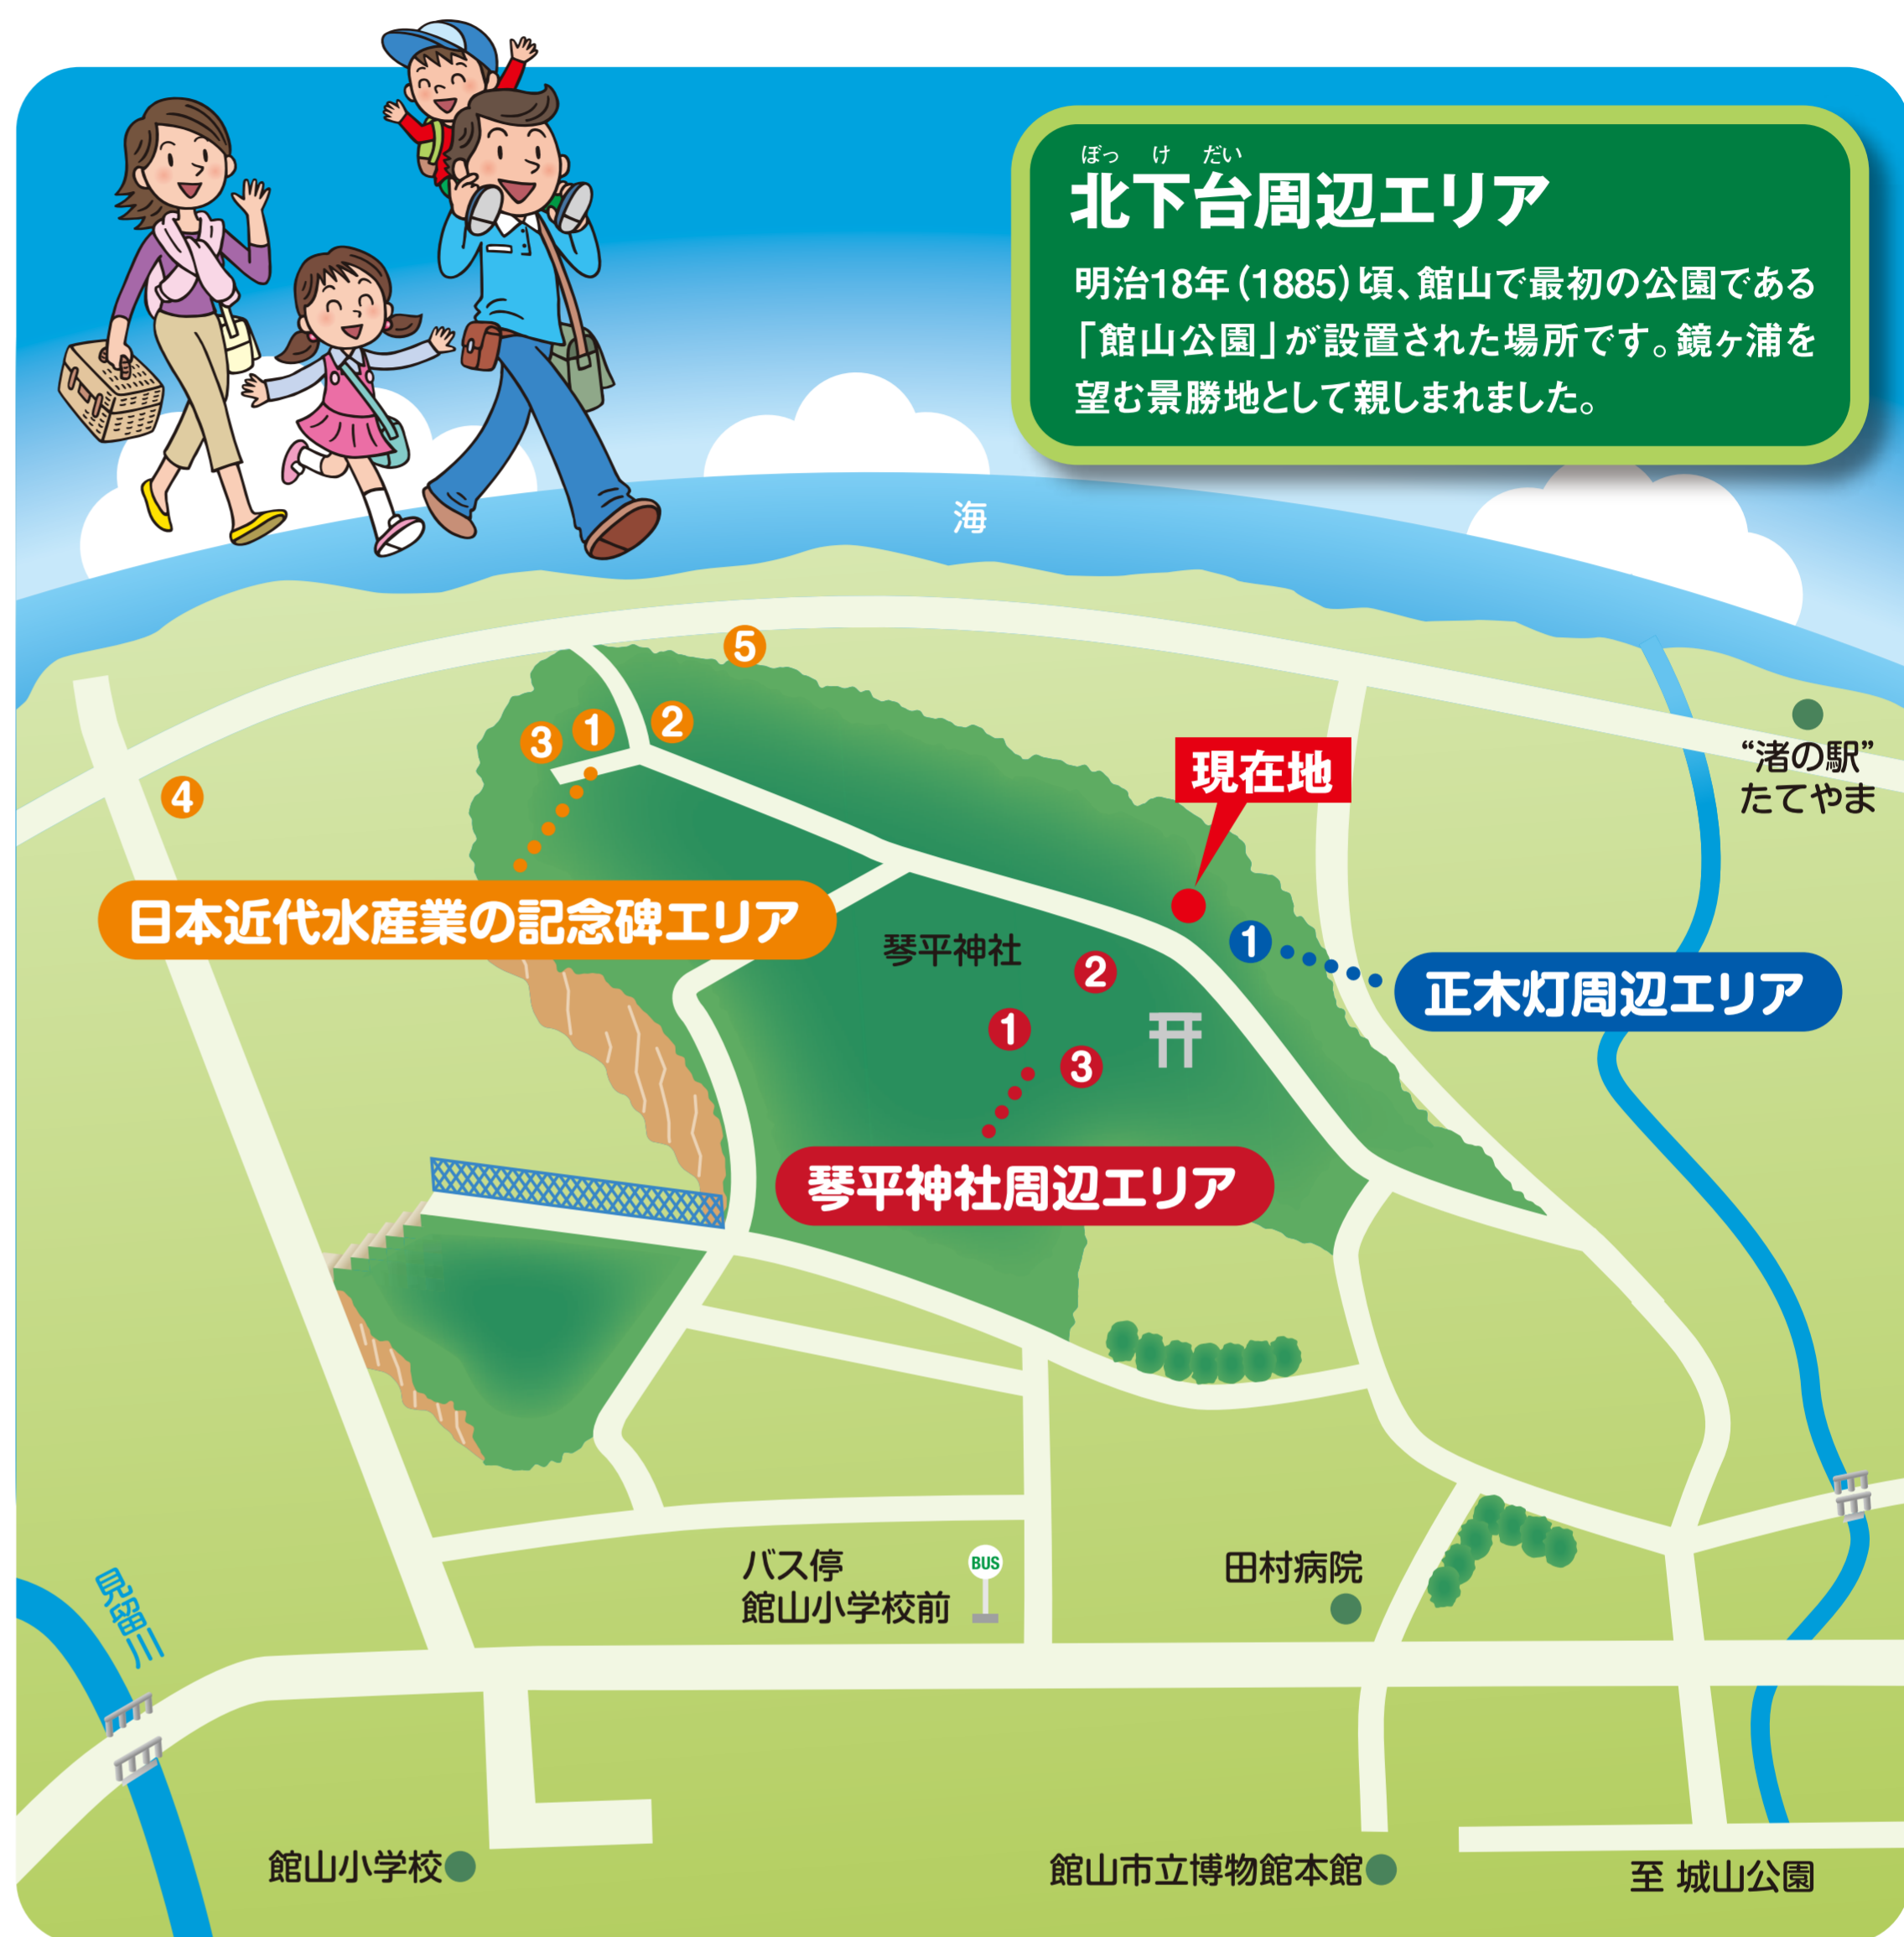 ぼっ け だい
北下台周辺エリア
明治18年(1885)頃、館山で最初の公園である
「館山公園」が設置された場所です。鏡ヶ浦を
望む景勝地として親しまれました。
海
5
3
1
2
4
現在地
“渚の駅”
たてやま
日本近代水産業の記念碑エリア
琴平神社
2
1
3
1
正木灯周辺エリア
琴平神社周辺エリア
バス停
館山小学校前
BUS
田村病院
見留川
館山小学校
館山市立博物館本館
至 城山公園